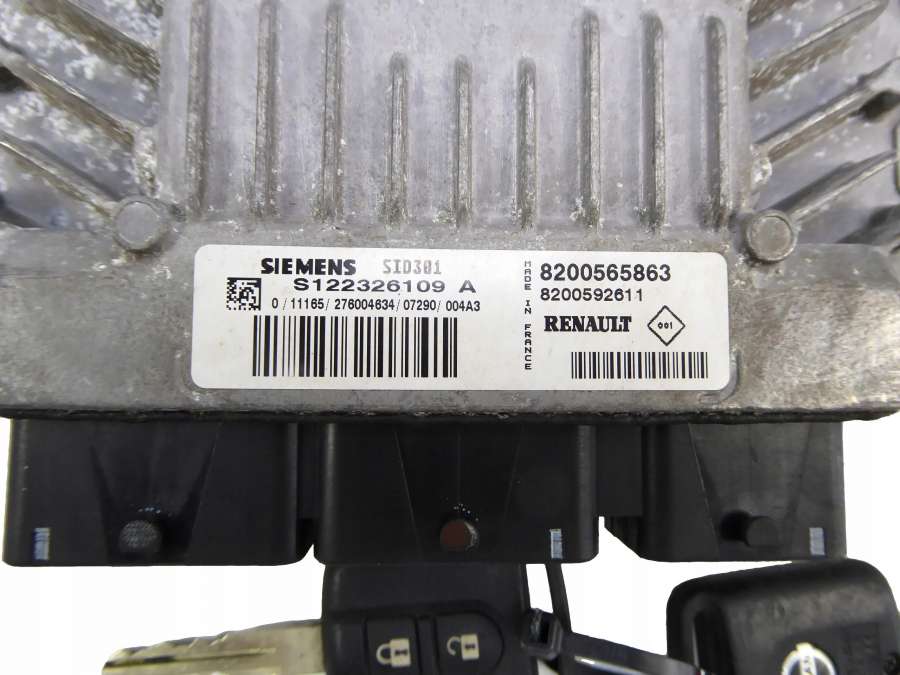 SIEMENS SID301
S122326109 A
0 / 11165 / 276004634 / 07290 / 004A3
MADE IN FRANCE
8200565863
8200592611
RENAULT 001